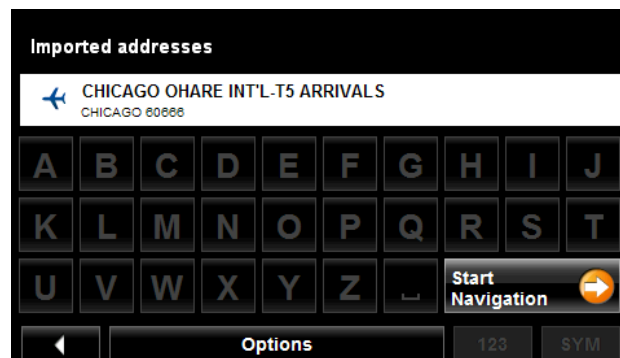 Imported addresses
CHICAGO OHARE INT'L-T5 ARRIVALS
CHICAGO 60666
A B C D E F G H I J
K L M N O P Q R S T
U V W X Y Z ⎵ Start Navigation
Options 123 SYM